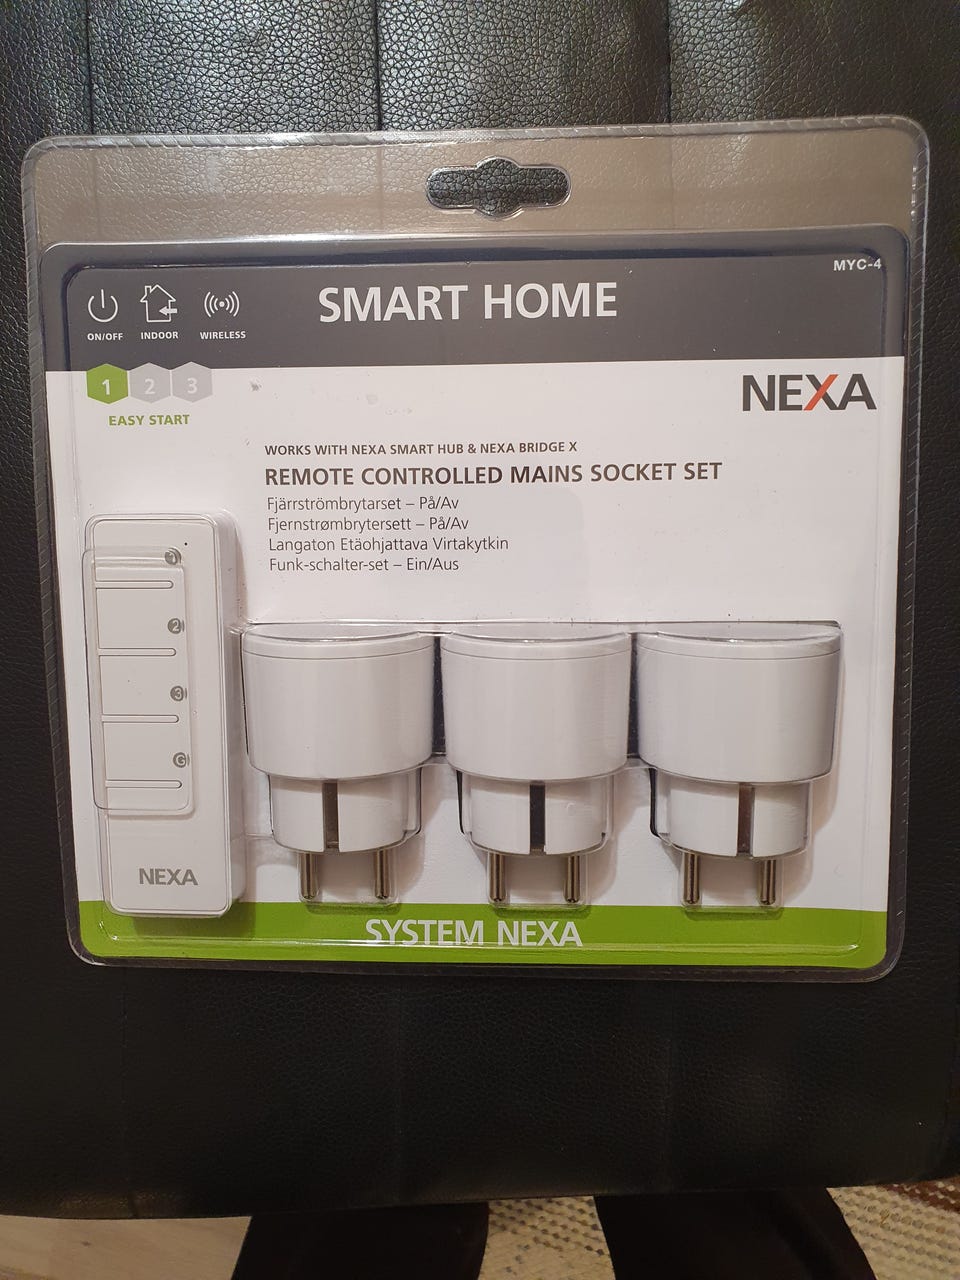 MYC-4
SMART HOME
ON/OFF INDOOR WIRELESS
1 2 3
EASY START
NEXA
WORKS WITH NEXA SMART HUB & NEXA BRIDGE X
REMOTE CONTROLLED MAINS SOCKET SET
Fjärrströmbrytarset – På/Av
Fjernstrømbrytersett – På/Av
Langaton Etäohjattava Virtakytkin
Funk-schalter-set – Ein/Aus
1
2
3
G
NEXA
SYSTEM NEXA